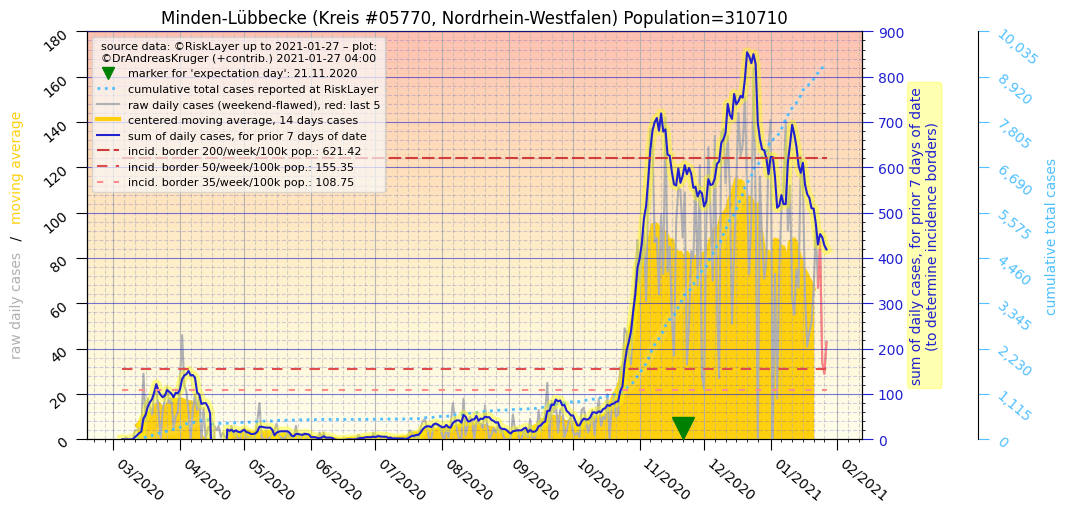 Minden-Lübbecke (Kreis #05770, Nordrhein-Westfalen) Population=310710
source data: ©RiskLayer up to 2021-01-27 – plot:
©DrAndreasKruger (+contrib.) 2021-01-27 04:00
marker for 'expectation day': 21.11.2020
cumulative total cases reported at RiskLayer
raw daily cases (weekend-flawed), red: last 5
centered moving average, 14 days cases
sum of daily cases, for prior 7 days of date
incid. border 200/week/100k pop.: 621.42
incid. border 50/week/100k pop.: 155.35
incid. border 35/week/100k pop.: 108.75
raw daily cases / moving average
180
160
140
120
100
80
60
40
20
0
03/2020
04/2020
05/2020
06/2020
07/2020
08/2020
09/2020
10/2020
11/2020
12/2020
01/2021
02/2021
900
800
700
600
500
400
300
200
100
0
sum of daily cases, for prior 7 days of date
(to determine incidence borders)
10,035
8,920
7,805
6,690
5,575
4,460
3,345
2,230
1,115
0
cumulative total cases